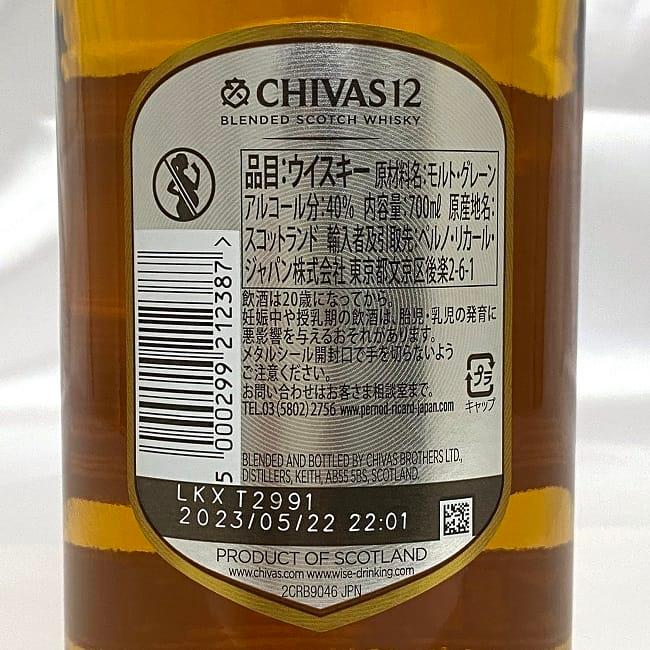 CHIVAS 12
BLENDED SCOTCH WHISKY
品目:ウイスキー 原材料名:モルト・グレーン
アルコール分:40% 内容量:700㎖ 原産地名:
スコットランド 輸入者及引取先:ペルノ・リカール・
ジャパン株式会社 東京都文京区後楽2-6-1
飲酒は20歳になってから。
妊娠中や授乳期の飲酒は、胎児・乳児の発育に
悪影響を与えるおそれがあります。
メタルシール開封口で手を切らないよう
ご注意ください。
お問い合わせはお客さま相談室まで。
TEL.03(5802)2756 www.pernod-ricard-japan.com
プラ
キャップ
5 000299 212387 >
BLENDED AND BOTTLED BY CHIVAS BROTHERS LTD.,
DISTILLERS, KEITH, AB55 5BS, SCOTLAND.
LKX T2991
2023/05/22 22:01
PRODUCT OF SCOTLAND
www.chivas.com www.wise-drinking.com
2CRB9046 JPN